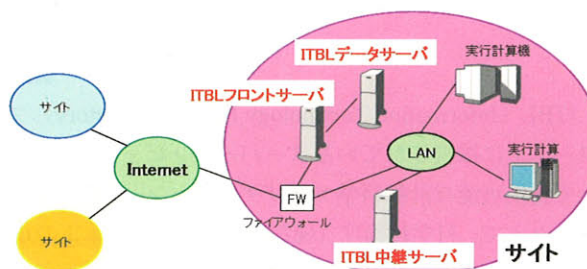 ITBLデータサーバ
実行計算機
ITBLフロントサーバ
サイト
Internet
LAN
実行計算
FW
ファイアウォール
サイト
ITBL中継サーバ
サイト